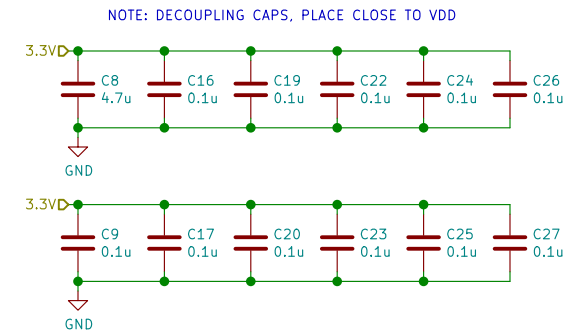 NOTE: DECOUPLING CAPS, PLACE CLOSE TO VDD
3.3V
C8 C16 C19 C22 C24 C26
4.7u 0.1u 0.1u 0.1u 0.1u 0.1u
GND
3.3V
C9 C17 C20 C23 C25 C27
0.1u 0.1u 0.1u 0.1u 0.1u 0.1u
GND